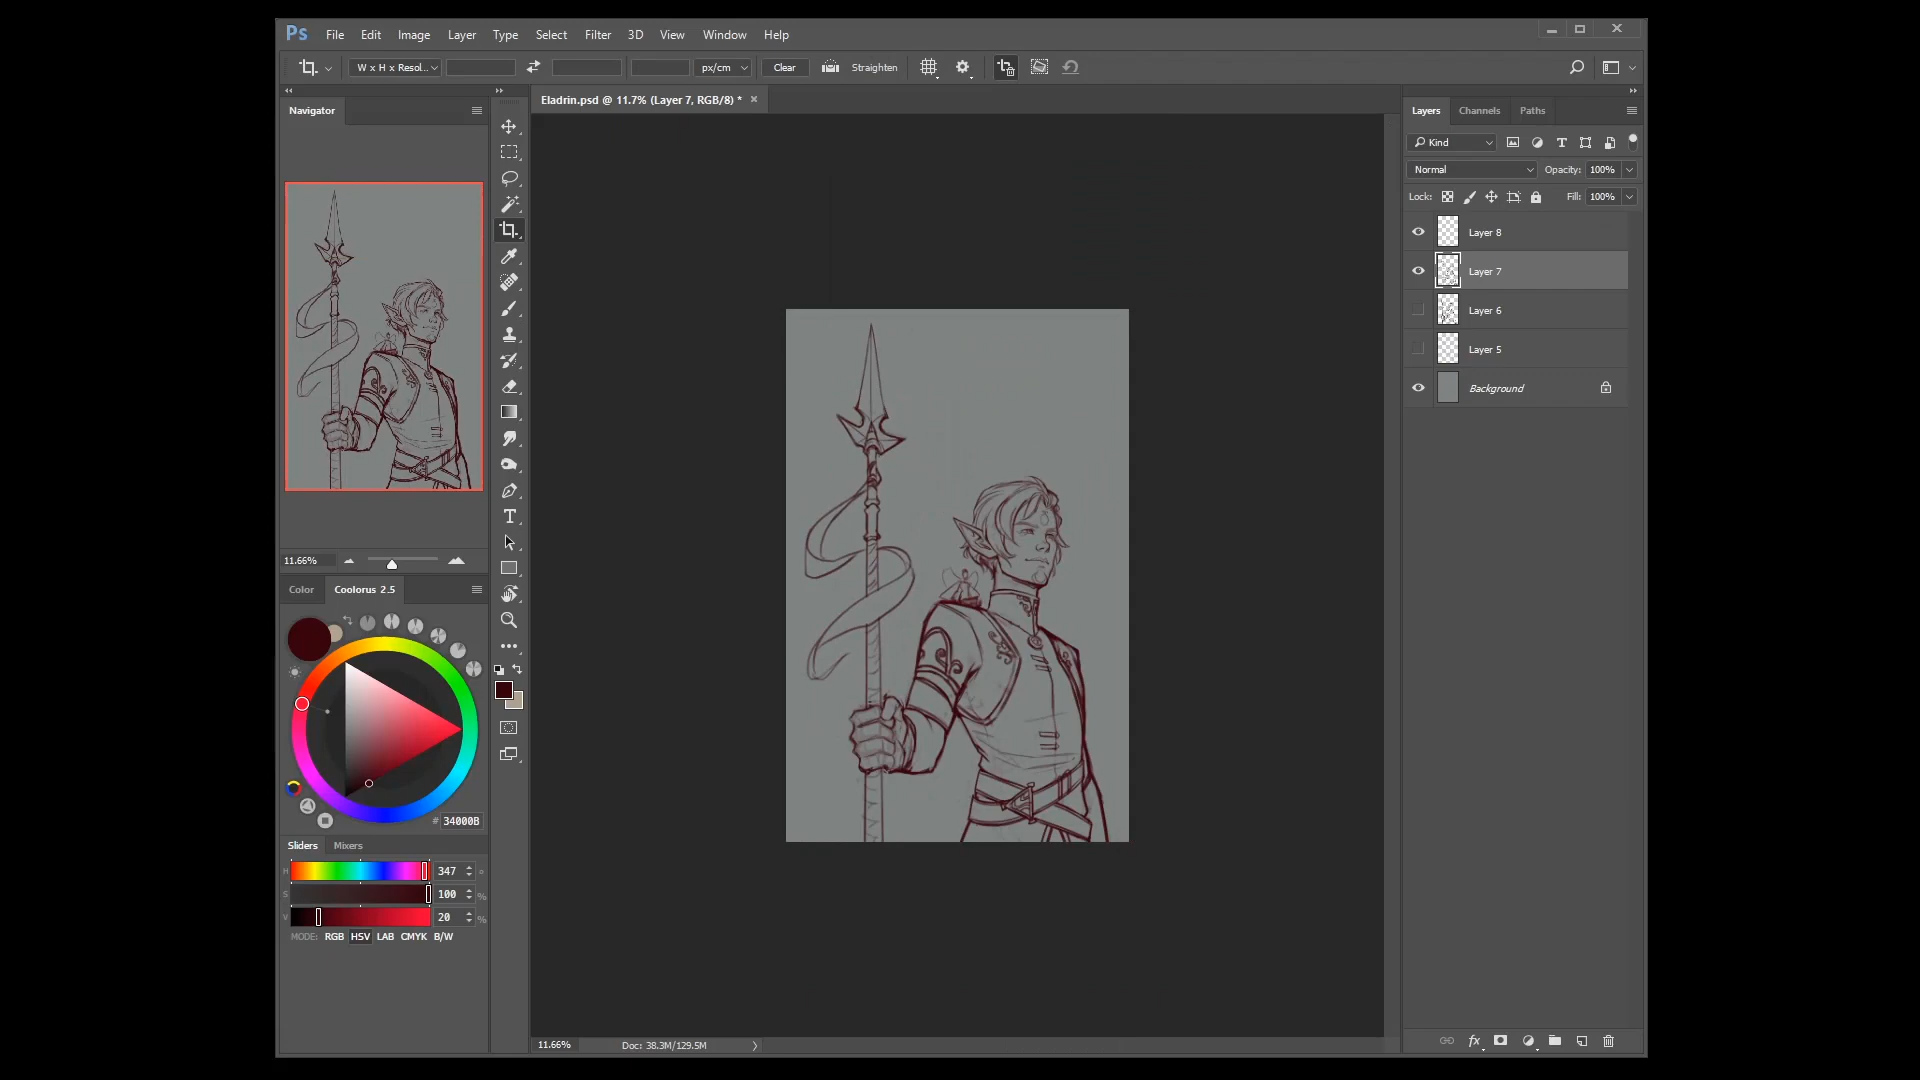 Ps File Edit Image Layer Type Select Filter 3D View Window Help
W x H x Resol... px/cm Clear Straighten
Navigator
Eladrin.psd @ 11.7% (Layer 7, RGB/8) *
Layers Channels Paths
Kind
Normal Opacity: 100%
Lock: Fill: 100%
Layer 8
Layer 7
Layer 6
Layer 5
Background
11.66%
Color Coolorus 2.5
# 34000B
Sliders Mixers
H 347 °
S 100 %
V 20 %
MODE: RGB HSV LAB CMYK B/W
11.66% Doc: 38.3M/129.5M
fx